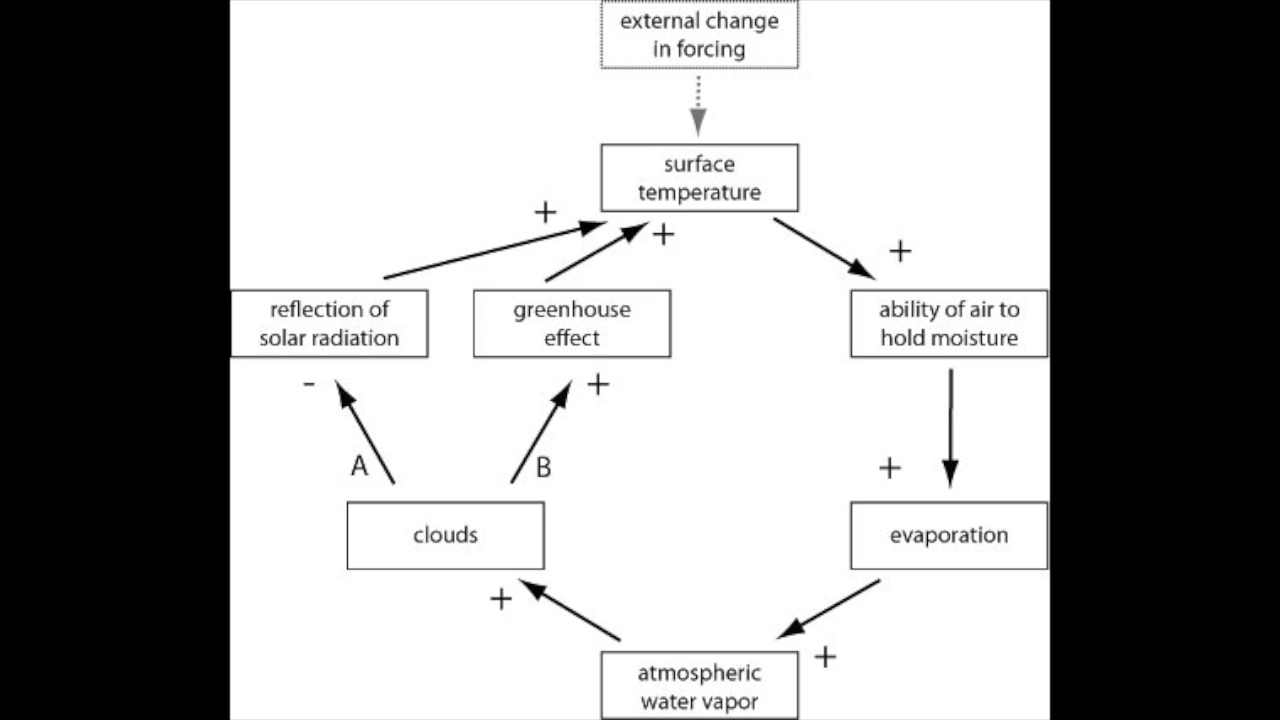 external change
in forcing
surface
temperature
+
+
+
reflection of
solar radiation
greenhouse
effect
ability of air to
hold moisture
-
+
A
B
+
clouds
evaporation
+
atmospheric
water vapor
+